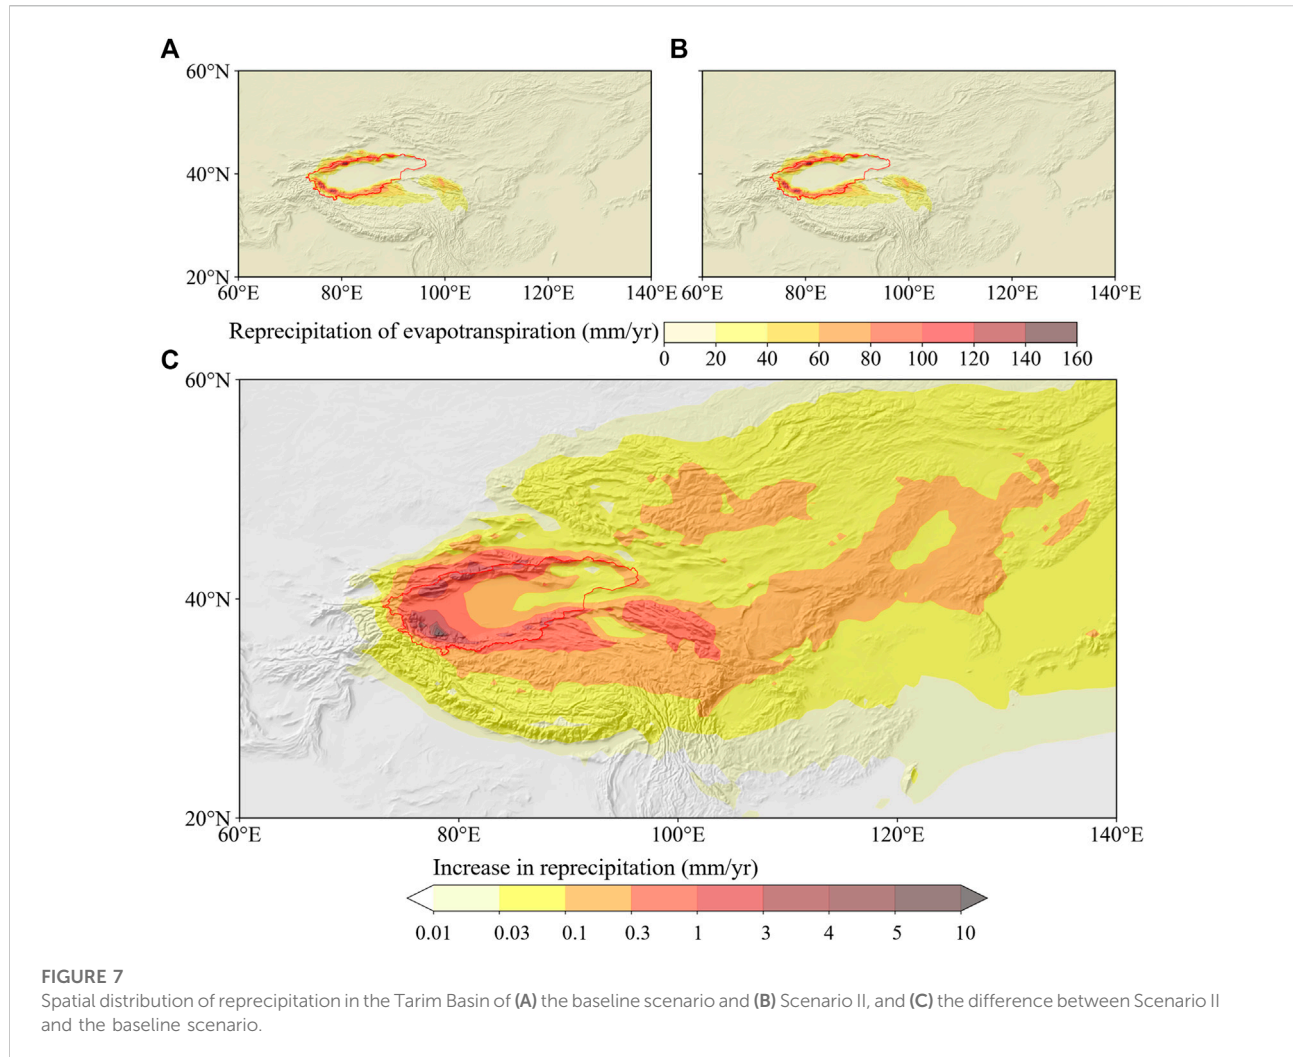 A
B
60°N
40°N
20°N
60°E
80°E
100°E
120°E
140°E
60°E
80°E
100°E
120°E
140°E
Reprecipitation of evapotranspiration (mm/yr)
0 20 40 60 80 100 120 140 160
C
60°N
40°N
20°N
60°E
80°E
100°E
120°E
140°E
Increase in reprecipitation (mm/yr)
0.01 0.03 0.1 0.3 1 3 4 5 10
FIGURE 7
Spatial distribution of reprecipitation in the Tarim Basin of (A) the baseline scenario and (B) Scenario II, and (C) the difference between Scenario II
and the baseline scenario.